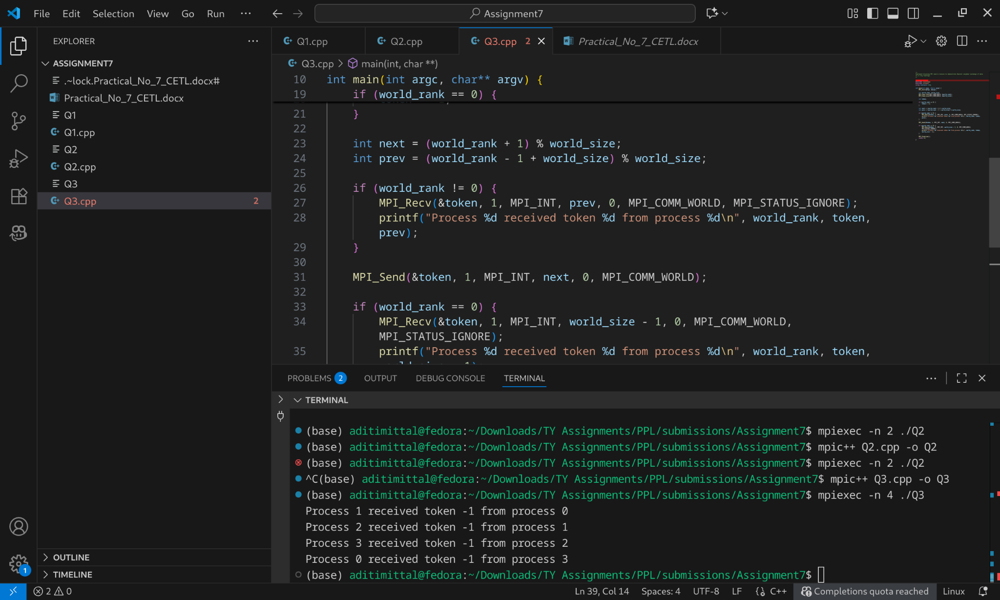 File Edit Selection View Go Run ···
Assignment7
EXPLORER
ASSIGNMENT7
.~lock.Practical_No_7_CETL.docx#
Practical_No_7_CETL.docx
Q1
Q1.cpp
Q2
Q2.cpp
Q3
Q3.cpp 2
OUTLINE
TIMELINE
Q1.cpp Q2.cpp Q3.cpp 2 Practical_No_7_CETL.docx
Q3.cpp > main(int, char **)
10 int main(int argc, char** argv) {
19 if (world_rank == 0) {
21 }
22
23 int next = (world_rank + 1) % world_size;
24 int prev = (world_rank - 1 + world_size) % world_size;
25
26 if (world_rank != 0) {
27 MPI_Recv(&token, 1, MPI_INT, prev, 0, MPI_COMM_WORLD, MPI_STATUS_IGNORE);
28 printf("Process %d received token %d from process %d\n", world_rank, token,
prev);
29 }
30
31 MPI_Send(&token, 1, MPI_INT, next, 0, MPI_COMM_WORLD);
32
33 if (world_rank == 0) {
34 MPI_Recv(&token, 1, MPI_INT, world_size - 1, 0, MPI_COMM_WORLD,
MPI_STATUS_IGNORE);
35 printf("Process %d received token %d from process %d\n", world_rank, token,
PROBLEMS 2 OUTPUT DEBUG CONSOLE TERMINAL
TERMINAL
(base) aditimittal@fedora:~/Downloads/TY Assignments/PPL/submissions/Assignment7$ mpiexec -n 2 ./Q2
(base) aditimittal@fedora:~/Downloads/TY Assignments/PPL/submissions/Assignment7$ mpic++ Q2.cpp -o Q2
(base) aditimittal@fedora:~/Downloads/TY Assignments/PPL/submissions/Assignment7$ mpiexec -n 2 ./Q2
^C(base) aditimittal@fedora:~/Downloads/TY Assignments/PPL/submissions/Assignment7$ mpic++ Q3.cpp -o Q3
(base) aditimittal@fedora:~/Downloads/TY Assignments/PPL/submissions/Assignment7$ mpiexec -n 4 ./Q3
Process 1 received token -1 from process 0
Process 2 received token -1 from process 1
Process 3 received token -1 from process 2
Process 0 received token -1 from process 3
(base) aditimittal@fedora:~/Downloads/TY Assignments/PPL/submissions/Assignment7$
1
2 0 Ln 39, Col 14 Spaces: 4 UTF-8 LF C++ Completions quota reached Linux